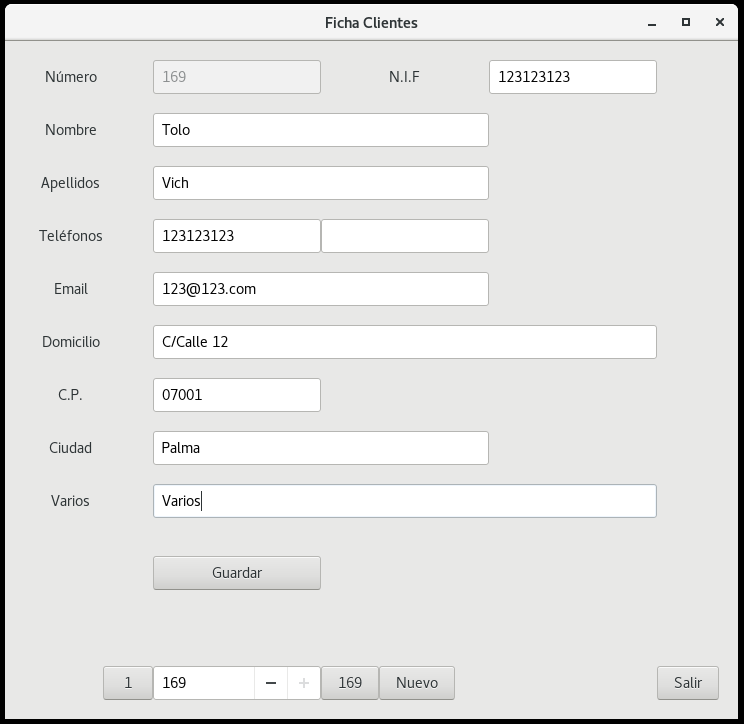 Ficha Clientes
Número 169 N.I.F 123123123
Nombre Tolo
Apellidos Vich
Teléfonos 123123123
Email 123@123.com
Domicilio C/Calle 12
C.P. 07001
Ciudad Palma
Varios Varios
Guardar
1 169 − + 169 Nuevo Salir